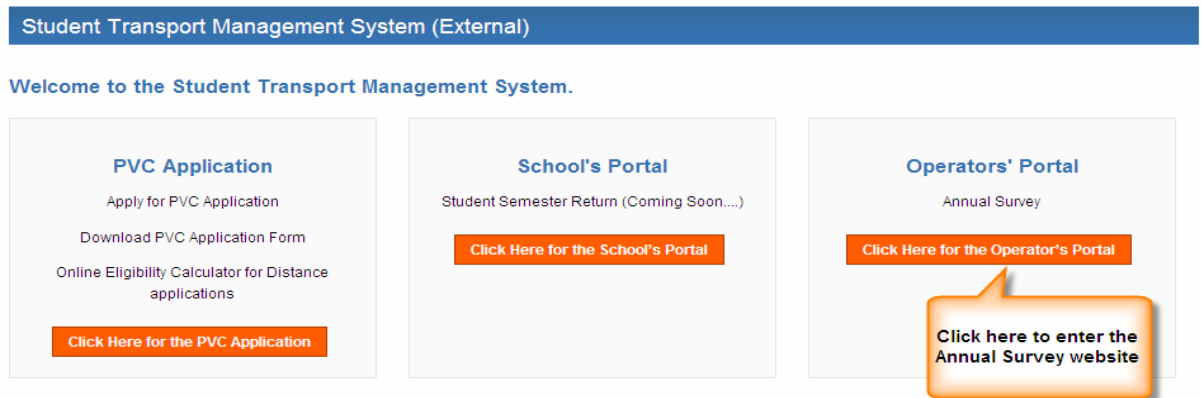 Student Transport Management System (External)
Welcome to the Student Transport Management System.
PVC Application
Apply for PVC Application
Download PVC Application Form
Online Eligibility Calculator for Distance
applications
Click Here for the PVC Application
School's Portal
Student Semester Return (Coming Soon....)
Click Here for the School's Portal
Operators' Portal
Annual Survey
Click Here for the Operator's Portal
Click here to enter the
Annual Survey website